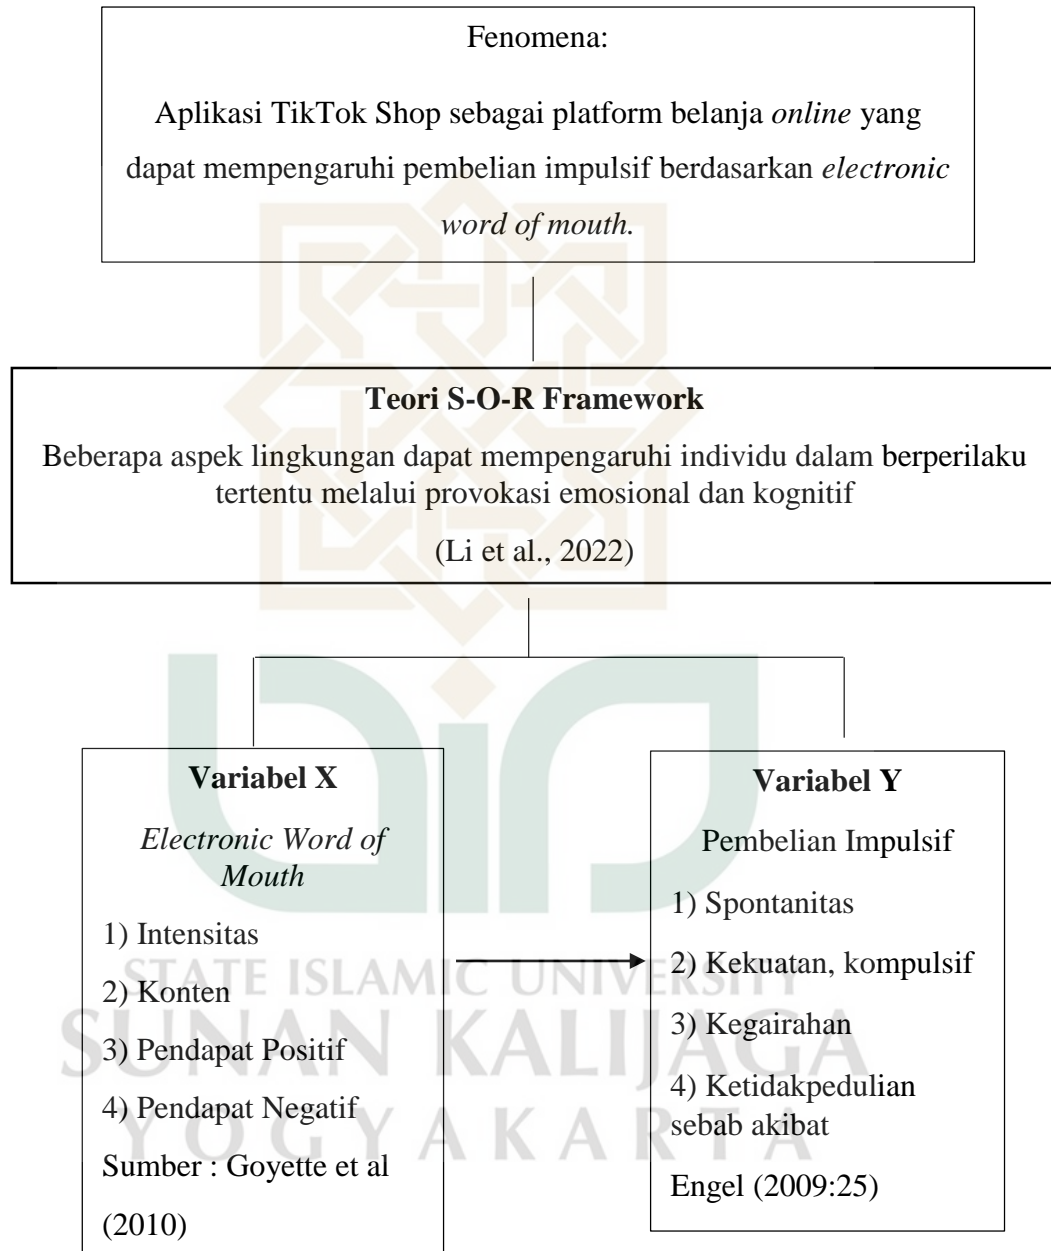 Fenomena:
Aplikasi TikTok Shop sebagai platform belanja online yang
dapat mempengaruhi pembelian impulsif berdasarkan electronic
word of mouth.
Teori S-O-R Framework
Beberapa aspek lingkungan dapat mempengaruhi individu dalam berperilaku
tertentu melalui provokasi emosional dan kognitif
(Li et al., 2022)
Variabel X
Electronic Word of
Mouth
1) Intensitas
2) Konten
3) Pendapat Positif
4) Pendapat Negatif
Sumber : Goyette et al
(2010)
Variabel Y
Pembelian Impulsif
1) Spontanitas
2) Kekuatan, kompulsif
3) Kegairahan
4) Ketidakpedulian
sebab akibat
Engel (2009:25)
STATE ISLAMIC UNIVERSITY
SUNAN KALIJAGA
YOGYAKARTA